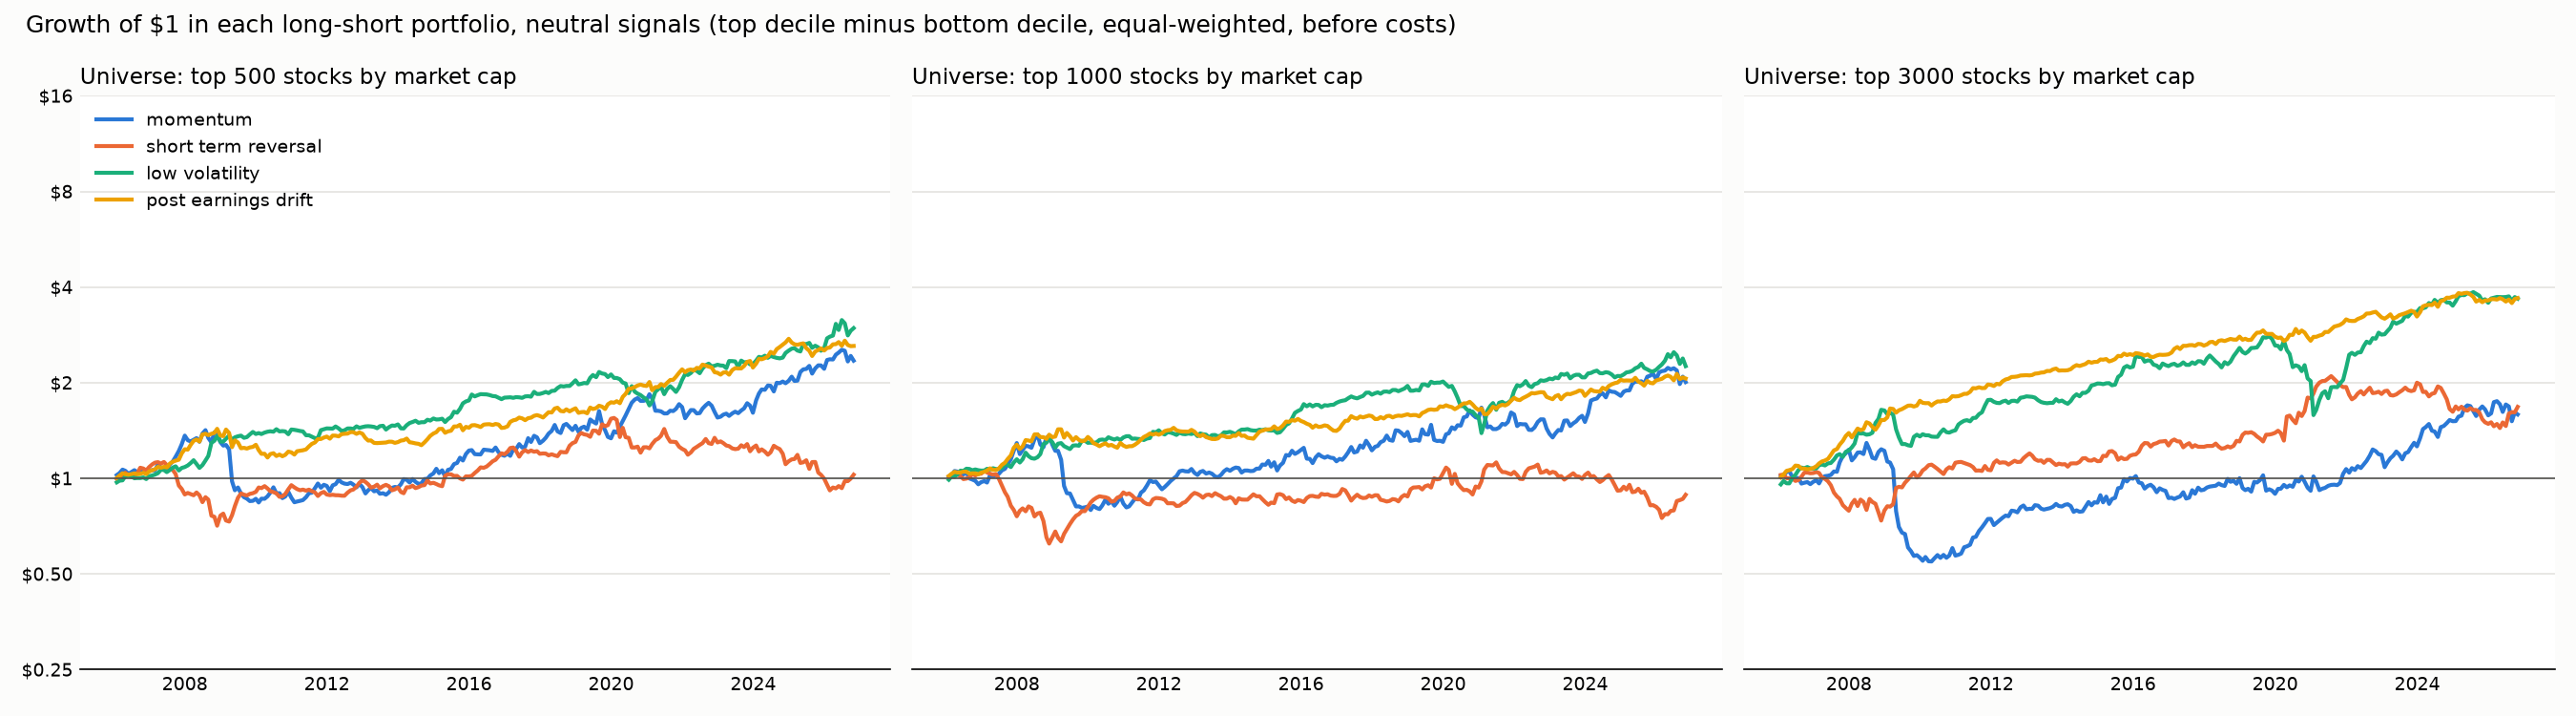 Growth of $1 in each long-short portfolio, neutral signals (top decile minus bottom decile, equal-weighted, before costs)
Universe: top 500 stocks by market cap
Universe: top 1000 stocks by market cap
Universe: top 3000 stocks by market cap
$16
momentum
short term reversal
low volatility
$8
post earnings drift
$4
$2
$1
$0.50
$0.25
2008 2012 2016 2020 2024
2008 2012 2016 2020 2024
2008 2012 2016 2020 2024